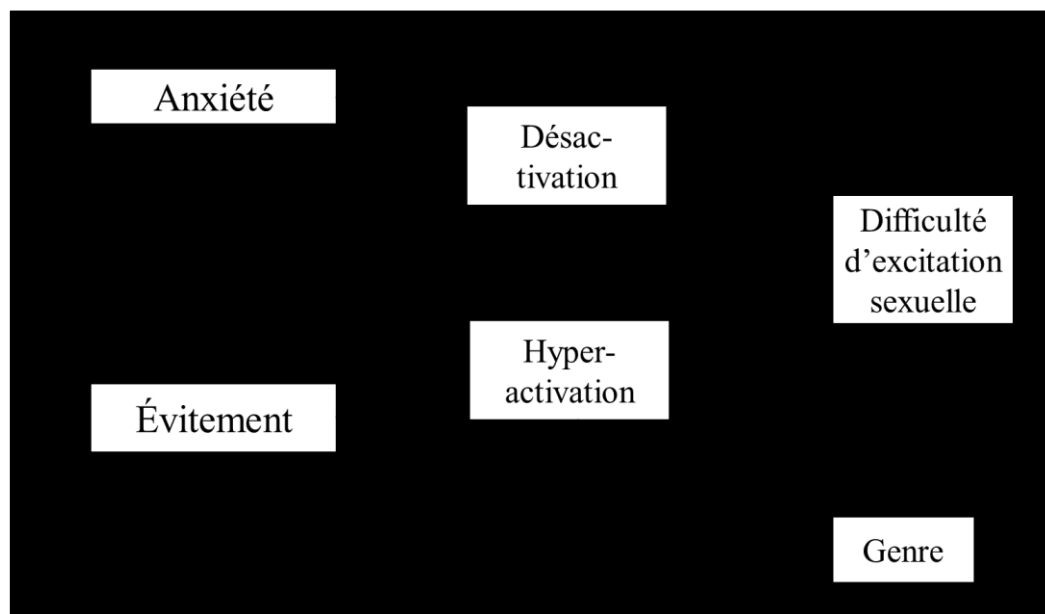 Anxiété
Désac-
tivation
Difficulté
d’excitation
sexuelle
Hyper-
activation
Évitement
Genre